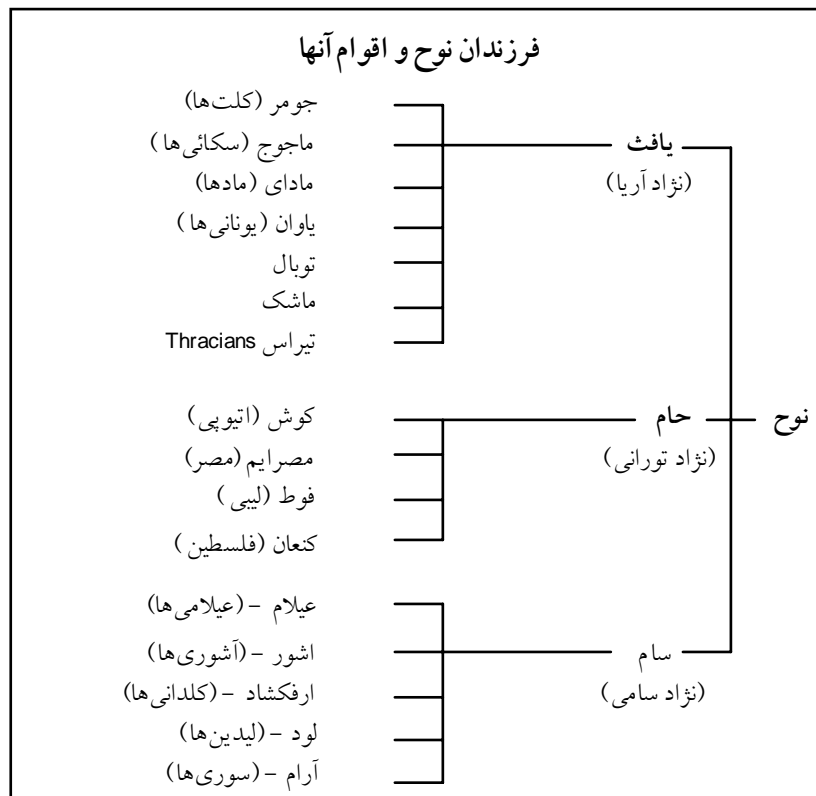 فرزندان نوح و اقوام آنها
نوح
یافث
(نژاد آریا)
جومر (کلت‌ها)
ماجوج (سکائی‌ها)
مادای (مادها)
یاوان (یونانی‌ها)
توبال
ماشک
تیراس Thracians
حام
(نژاد تورانی)
کوش (اتیوپی)
مصرایم (مصر)
فوط (لیبی)
کنعان (فلسطین)
سام
(نژاد سامی)
عیلام – (عیلامی‌ها)
اشور – (آشوری‌ها)
ارفکشاد – (کلدانی‌ها)
لود – (لیدین‌ها)
آرام – (سوری‌ها)